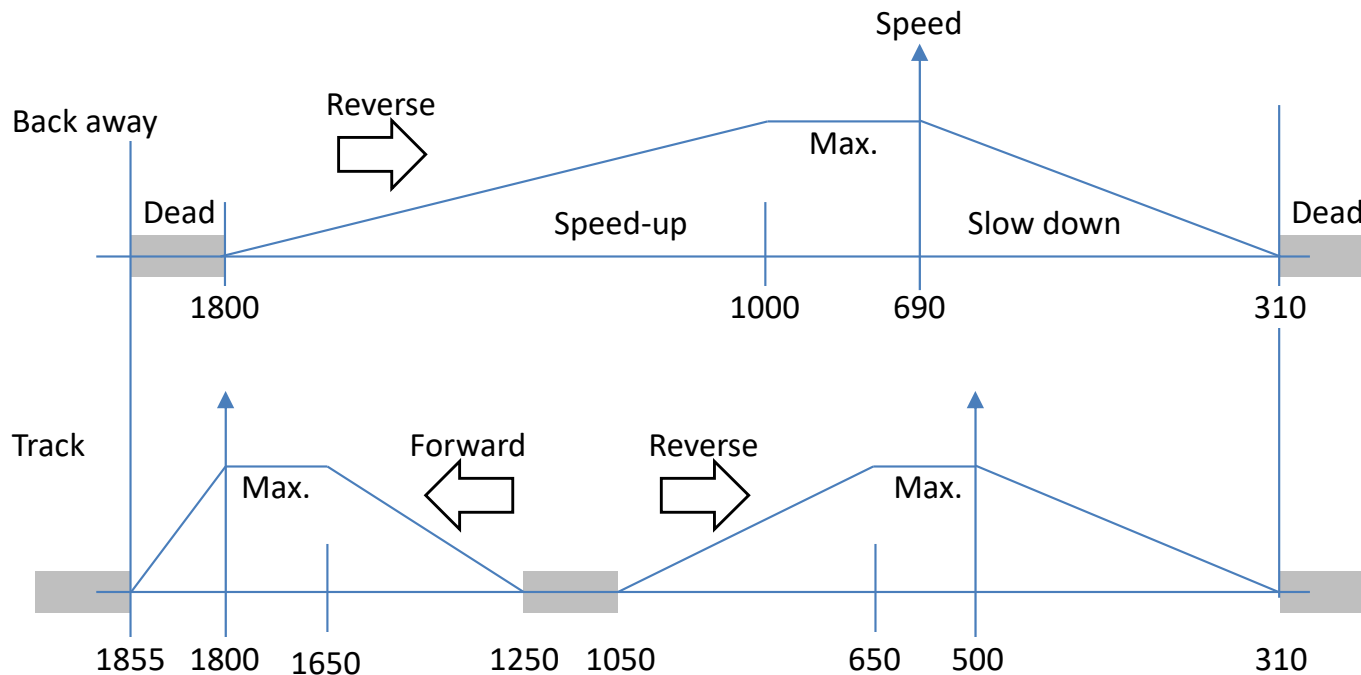 Speed
Reverse
Back away
Max.
Dead
Speed-up
Slow down
Dead
1800
1000
690
310
Track
Forward
Reverse
Max.
Max.
1855
1800
1650
1250
1050
650
500
310